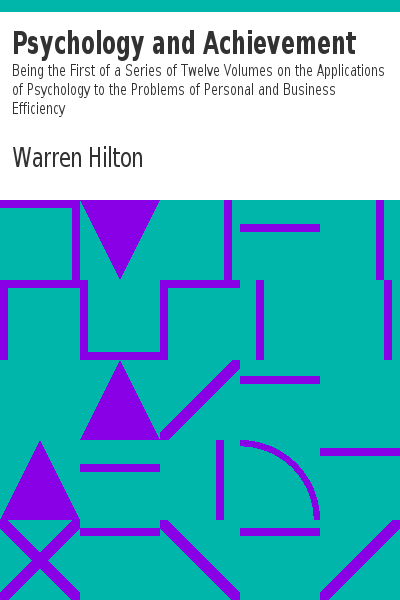 Psychology and Achievement
Being the First of a Series of Twelve Volumes on the Applications
of Psychology to the Problems of Personal and Business
Efficiency
Warren Hilton